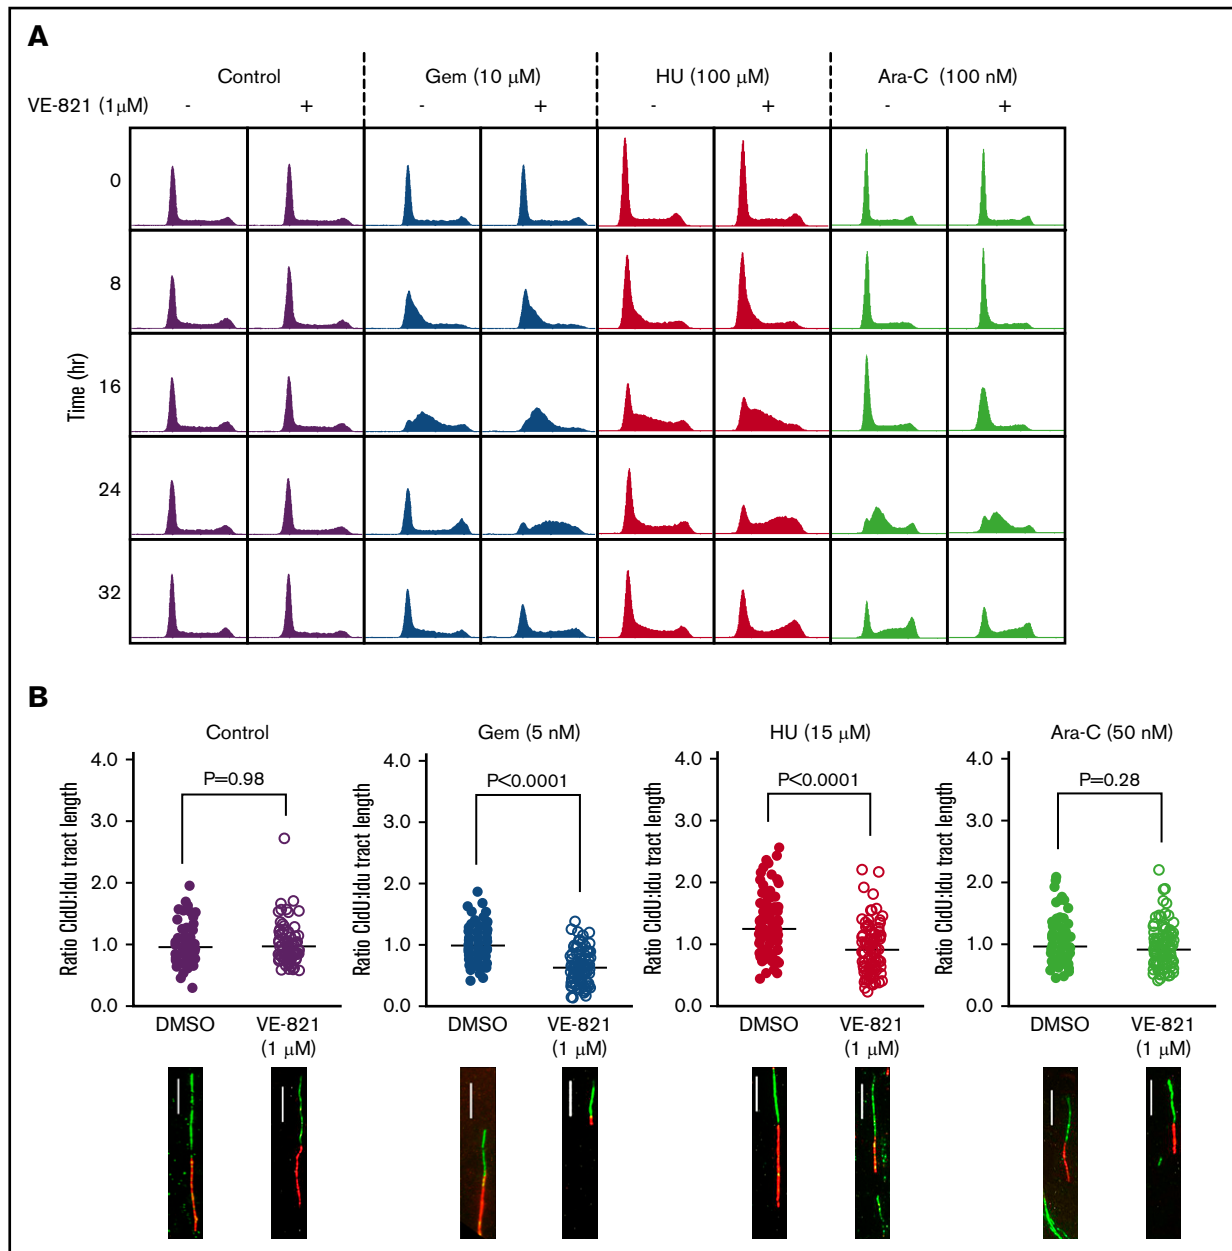 A
Control Gem (10 μM) HU (100 μM) Ara-C (100 nM)
VE-821 (1μM) - + - + - + - +
0
8
Time (hr)
16
24
32
B
Control Gem (5 nM) HU (15 μM) Ara-C (50 nM)
Ratio CldU:Idu tract length
4.0
3.0
2.0
1.0
0.0
P=0.98
DMSO VE-821
(1 μM)
Ratio CldU:Idu tract length
4.0
3.0
2.0
1.0
0.0
P<0.0001
DMSO VE-821
(1 μM)
Ratio CldU:Idu tract length
4.0
3.0
2.0
1.0
0.0
P<0.0001
DMSO VE-821
(1 μM)
Ratio CldU:Idu tract length
4.0
3.0
2.0
1.0
0.0
P=0.28
DMSO VE-821
(1 μM)